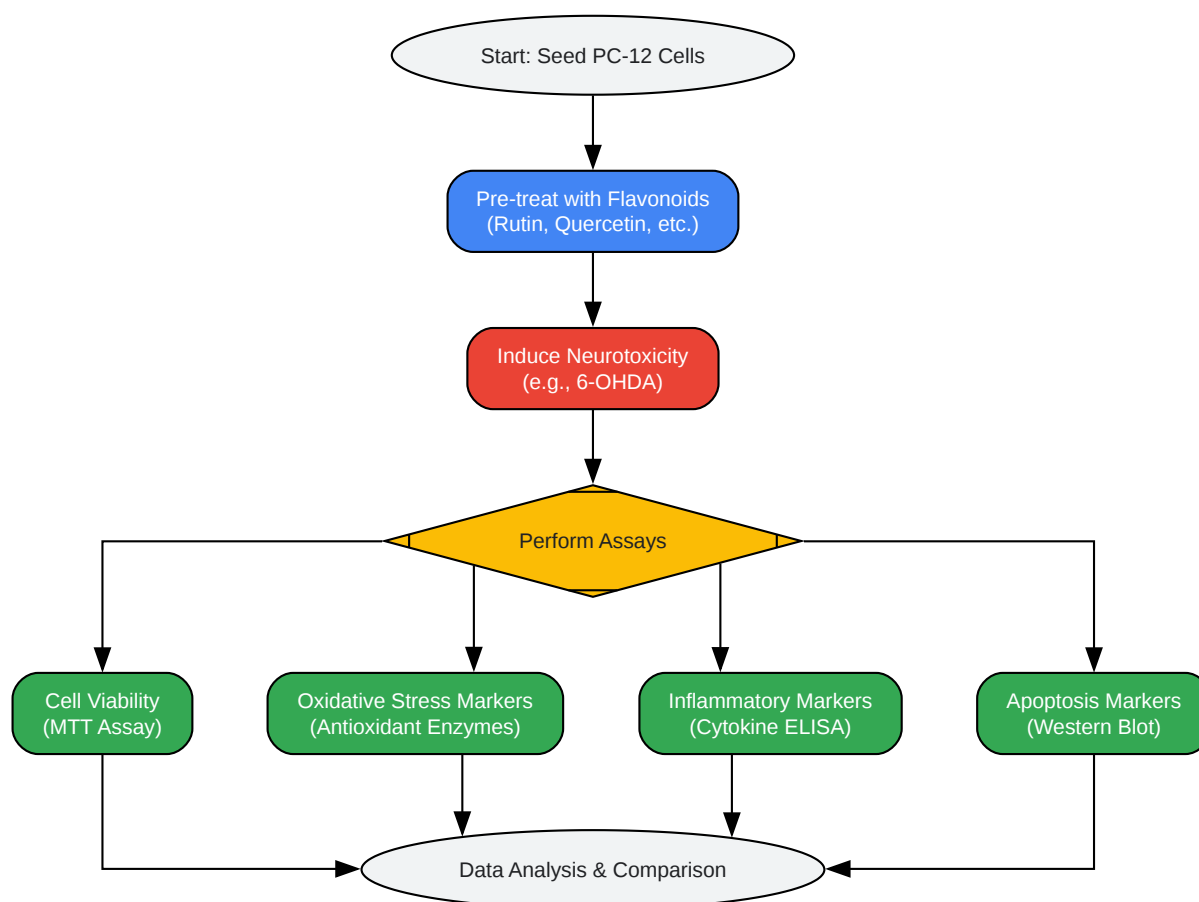 Start: Seed PC-12 Cells
Pre-treat with Flavonoids
(Rutin, Quercetin, etc.)
Induce Neurotoxicity
(e.g., 6-OHDA)
Perform Assays
Cell Viability
(MTT Assay)
Oxidative Stress Markers
(Antioxidant Enzymes)
Inflammatory Markers
(Cytokine ELISA)
Apoptosis Markers
(Western Blot)
Data Analysis & Comparison